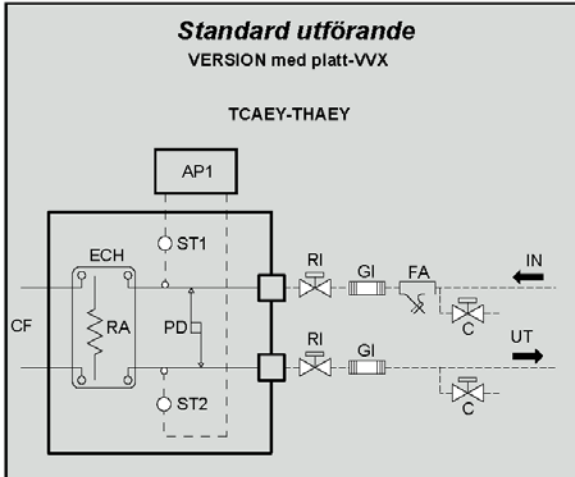 Standard utförande
VERSION med platt-VVX
TCAEY-THAEY
AP1
ECH
ST1
RI
GI
FA
IN
CF
RA
PD
C
RI
GI
UT
ST2
C